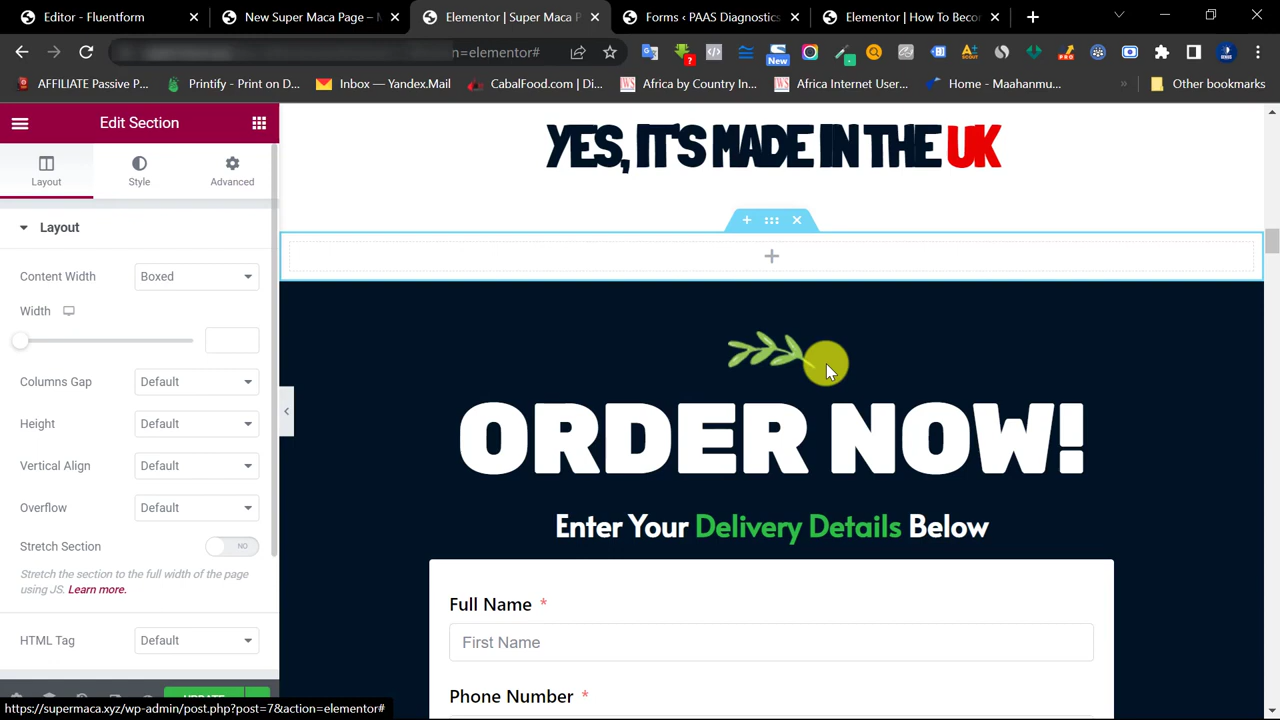 Editor - Fluentform
New Super Maca Page –
Elementor | Super Maca P
Forms ‹ PAAS Diagnostics
Elementor | How To Becor
n=elementor#
New
?
PRO
AFFILIATE Passive P...
Printify - Print on D...
Inbox — Yandex.Mail
CabalFood.com | Di...
Africa by Country In...
Africa Internet User...
Home - Maahanmu...
»
Other bookmarks
Edit Section
Layout
Style
Advanced
Layout
Content Width
Boxed
Width
Columns Gap
Default
Height
Default
Vertical Align
Default
Overflow
Default
Stretch Section
NO
Stretch the section to the full width of the page
using JS. Learn more.
HTML Tag
Default
UPDATE
https://supermaca.xyz/wp-admin/post.php?post=7&action=elementor#
YES, IT'S MADE IN THE UK
ORDER NOW!
Enter Your Delivery Details Below
Full Name *
First Name
Phone Number *